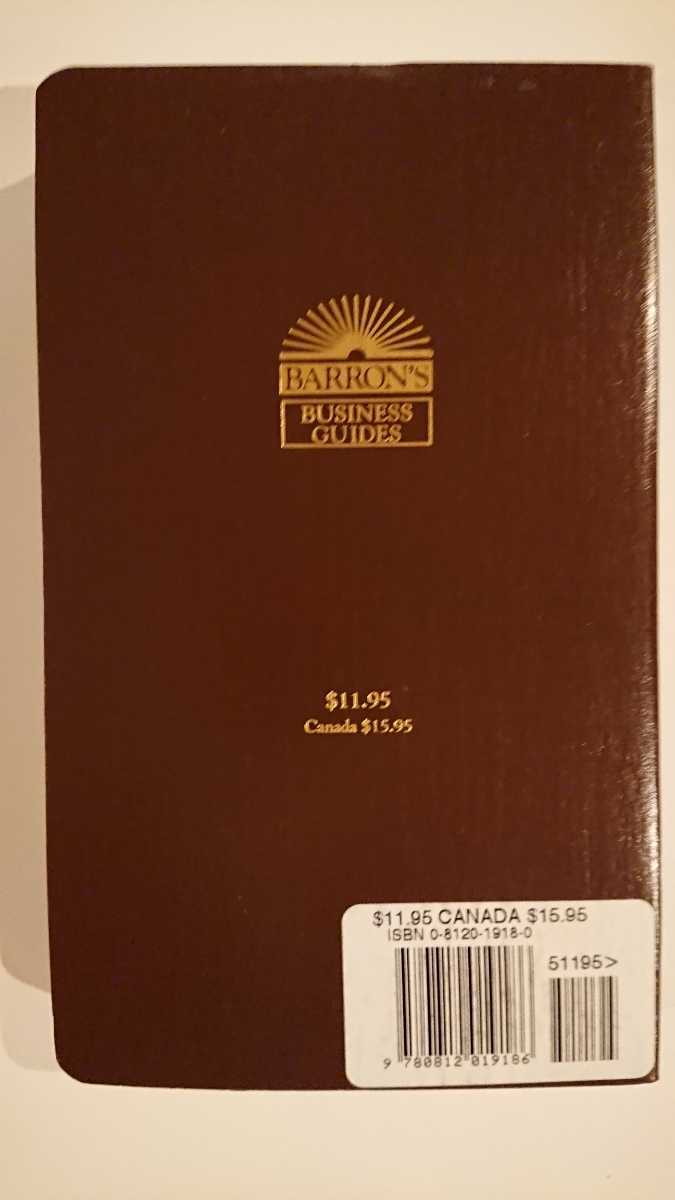 BARRON'S
BUSINESS
GUIDES
$11.95
Canada $15.95
$11.95 CANADA $15.95
ISBN 0-8120-1918-0
51195>
9 780812 019186